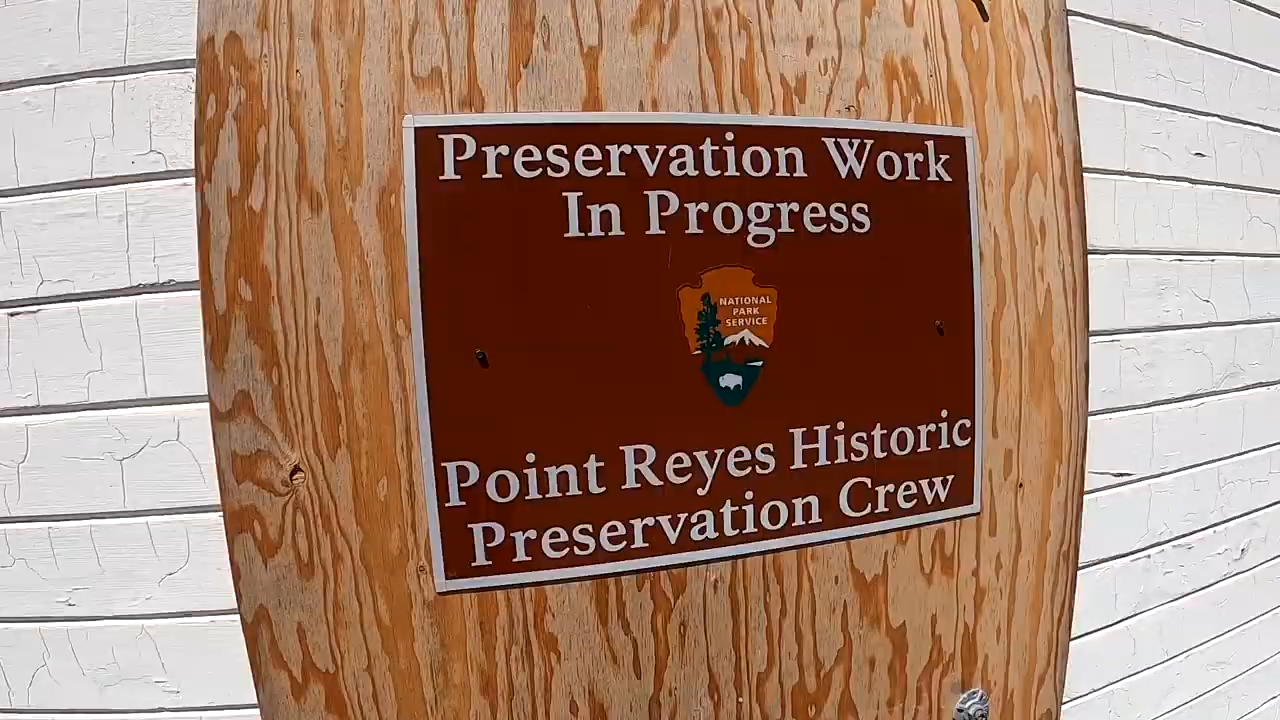 Preservation Work
In Progress
NATIONAL
PARK
SERVICE
Point Reyes Historic
Preservation Crew